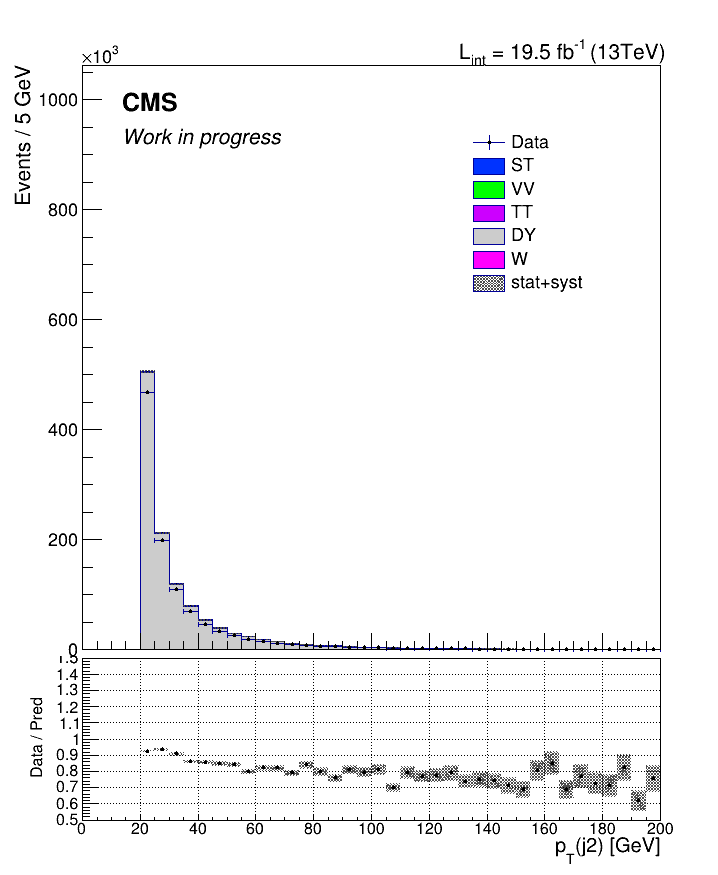 ×10³
L_int = 19.5 fb⁻¹ (13TeV)
Events / 5 GeV
CMS
Work in progress
Data
ST
VV
TT
DY
W
stat+syst
1000
800
600
400
200
0
Data / Pred
1.5
1.4
1.3
1.2
1.1
1
0.9
0.8
0.7
0.6
0.5
0 20 40 60 80 100 120 140 160 180 200
p_T(j2) [GeV]